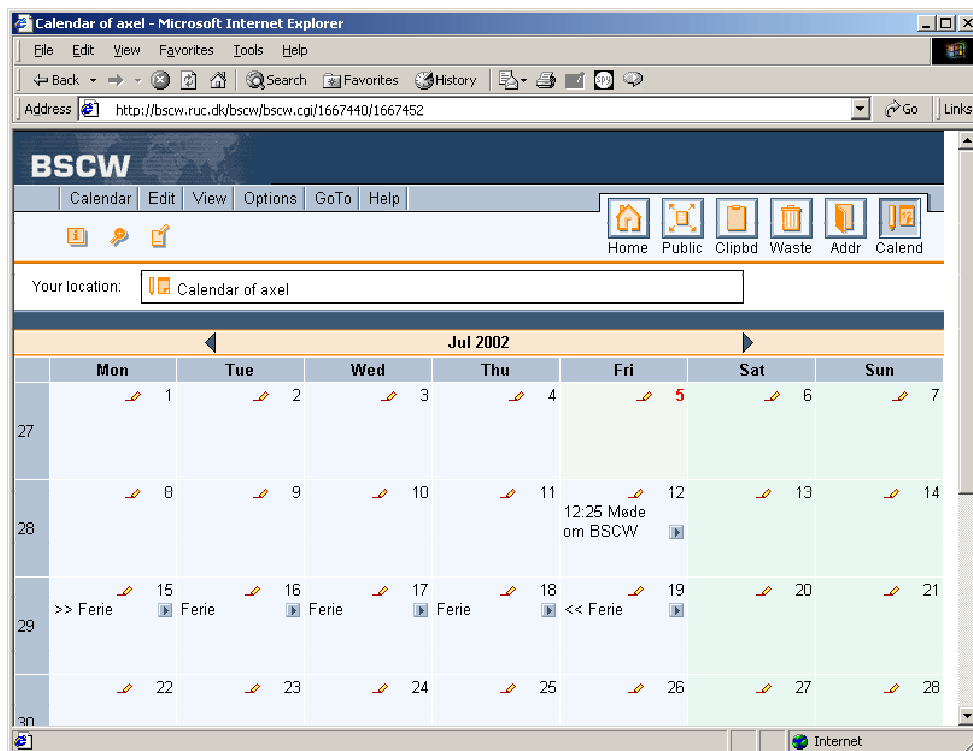 Calendar of axel - Microsoft Internet Explorer
File Edit View Favorites Tools Help
Back Search Favorites History
Address http://bscw.ruc.dk/bscw/bscw.cgi/1667440/1667452 Go Links
BSCW
Calendar Edit View Options GoTo Help
Home Public Clipbd Waste Addr Calend
Your location: Calendar of axel
Jul 2002
Mon Tue Wed Thu Fri Sat Sun
1 2 3 4 5 6 7
27
8 9 10 11 12 13 14
12:25 Møde
28 om BSCW
15 16 17 18 19 20 21
>> Ferie Ferie Ferie Ferie << Ferie
29
22 23 24 25 26 27 28
30
Internet